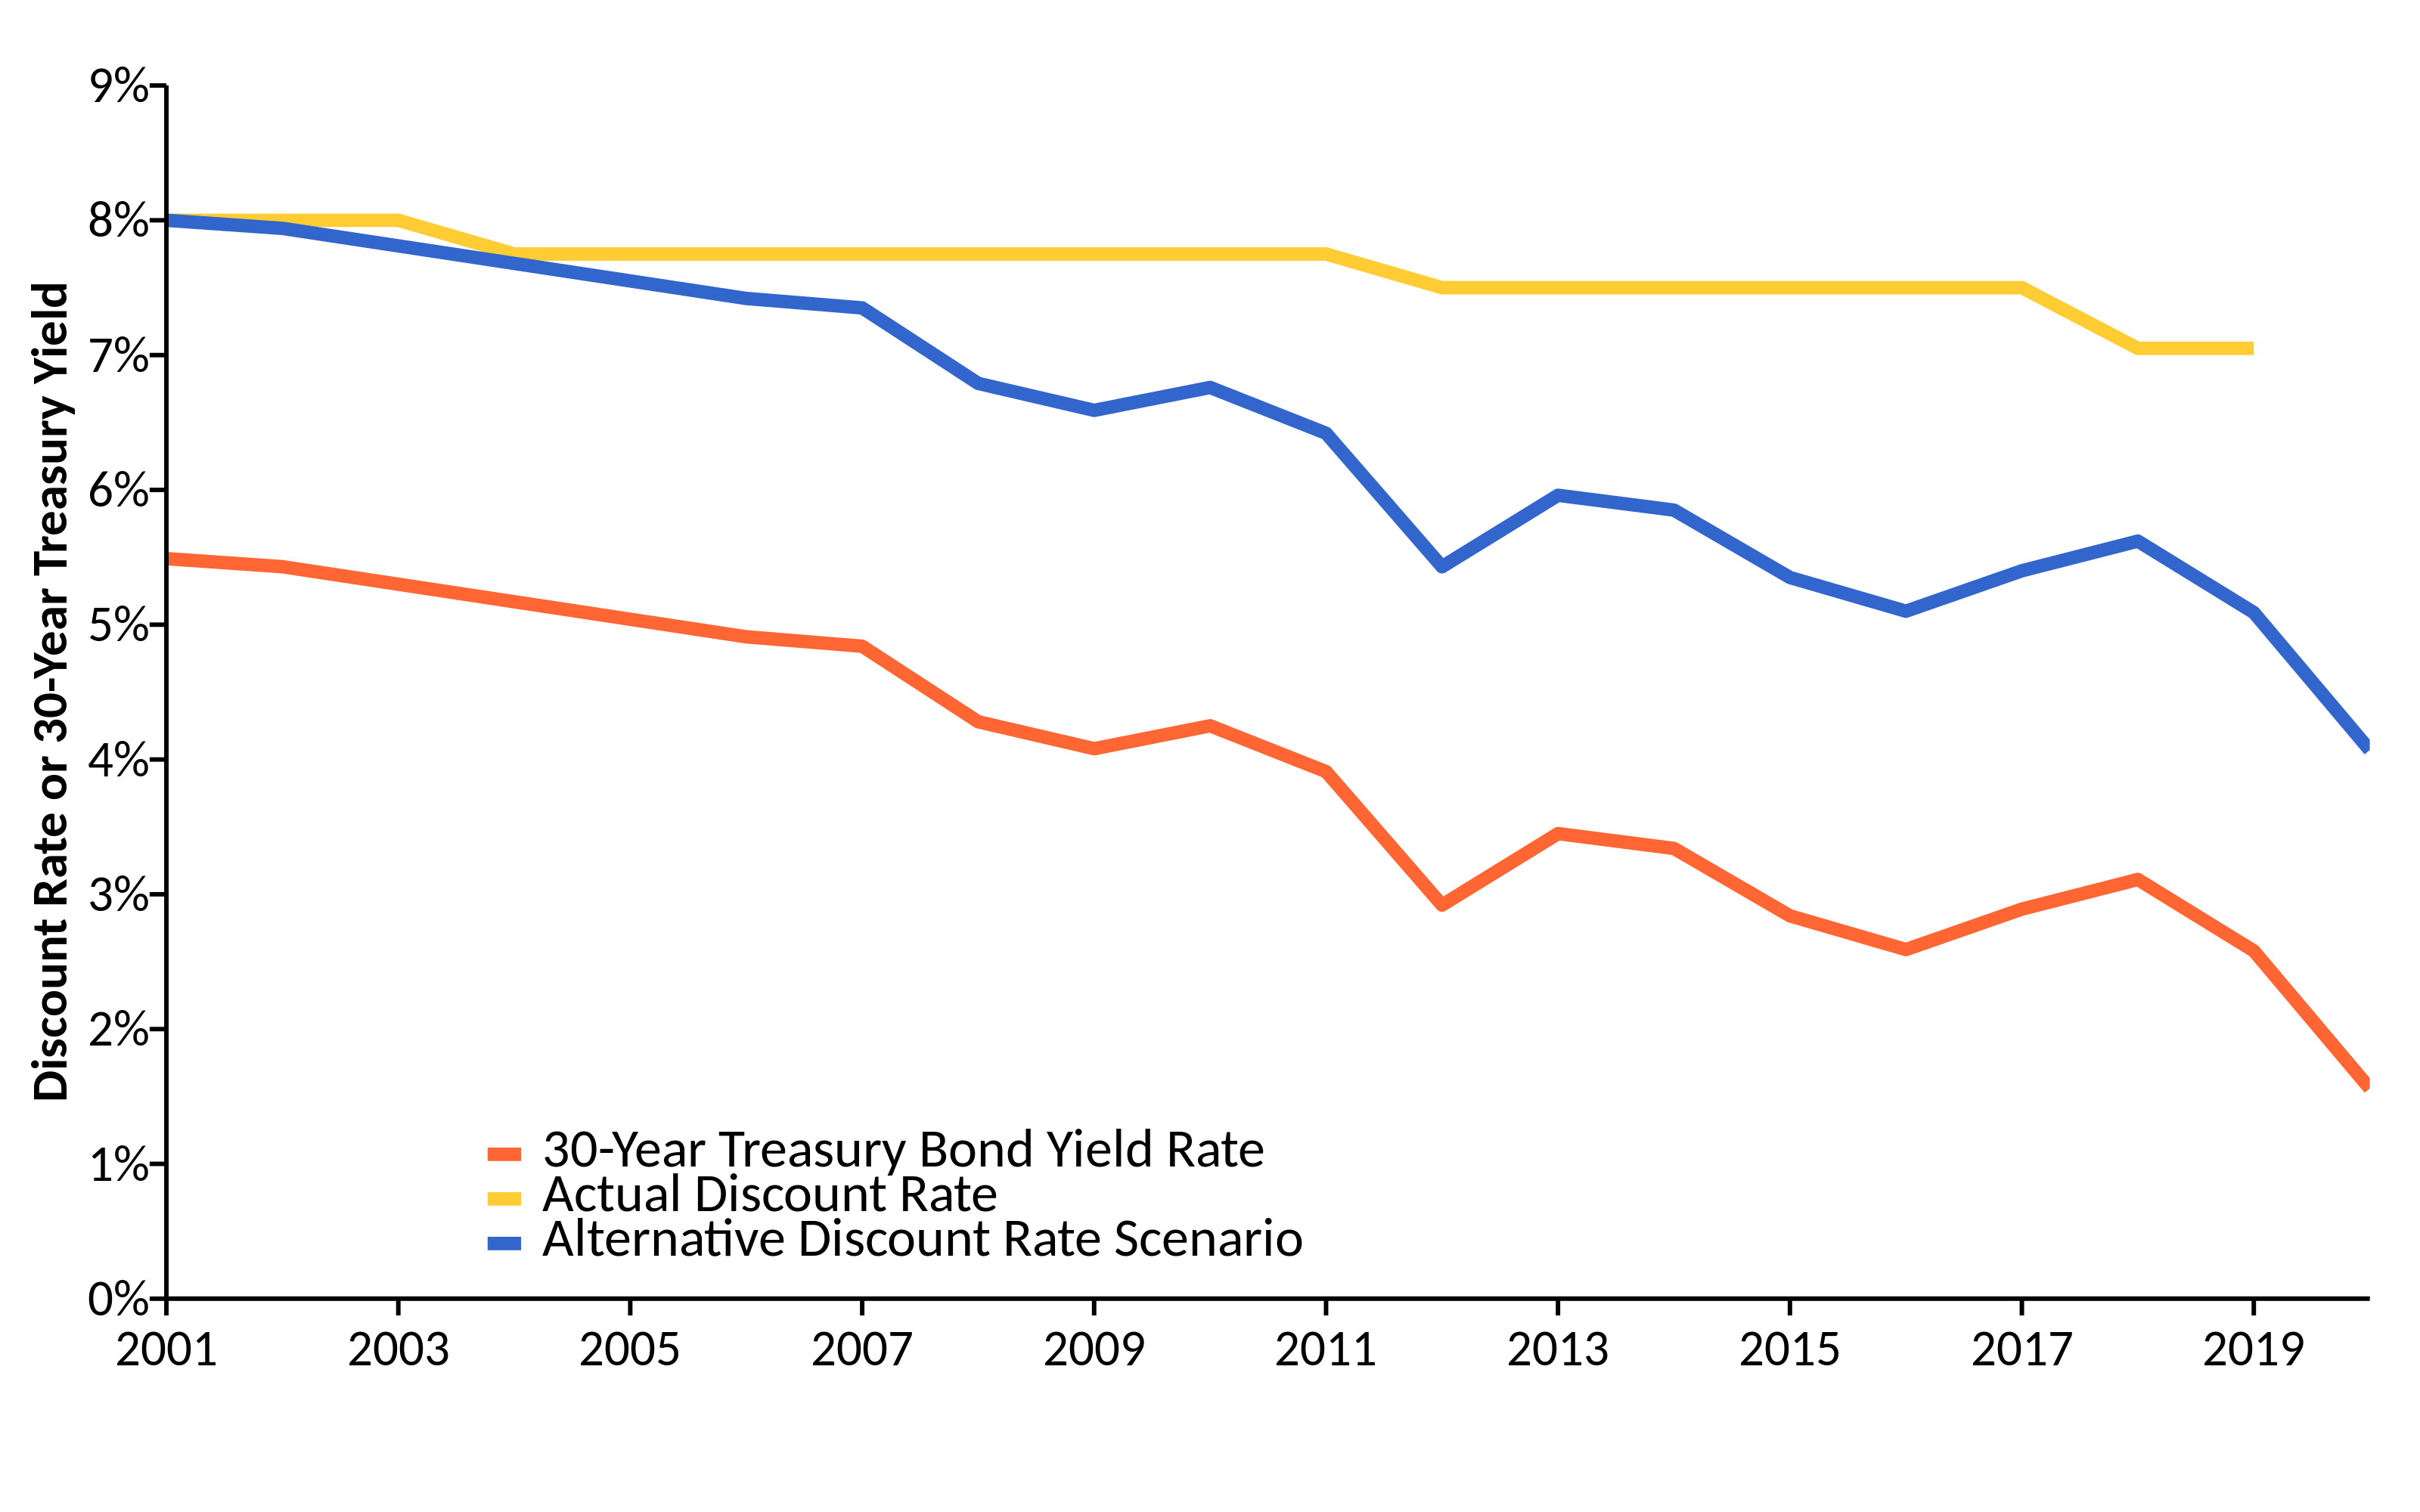 9%
8%
7%
6%
5%
4%
3%
2%
1%
0%
Discount Rate or 30-Year Treasury Yield
30-Year Treasury Bond Yield Rate
Actual Discount Rate
Alternative Discount Rate Scenario
2001 2003 2005 2007 2009 2011 2013 2015 2017 2019